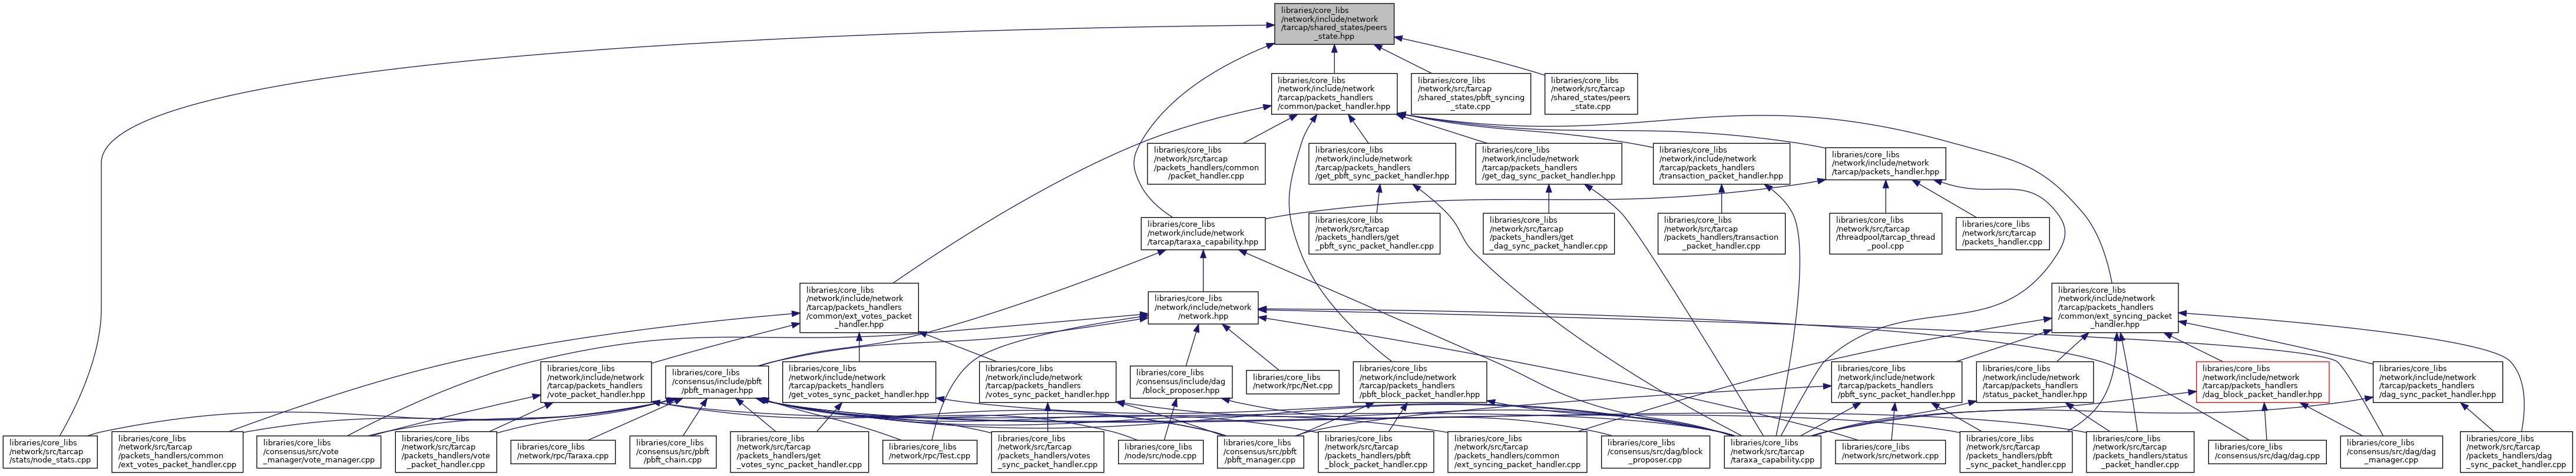 libraries/core_libs
/network/include/network
/tarcap/shared_states/peers
_state.hpp
libraries/core_libs
/network/include/network
/tarcap/packets_handlers
/common/packet_handler.hpp
libraries/core_libs
/network/src/tarcap
/shared_states/pbft_syncing
_state.cpp
libraries/core_libs
/network/src/tarcap
/shared_states/peers
_state.cpp
libraries/core_libs
/network/src/tarcap
/packets_handlers/common
/packet_handler.cpp
libraries/core_libs
/network/include/network
/tarcap/packets_handlers
/get_pbft_sync_packet_handler.hpp
libraries/core_libs
/network/include/network
/tarcap/packets_handlers
/get_dag_sync_packet_handler.hpp
libraries/core_libs
/network/include/network
/tarcap/packets_handlers
/transaction_packet_handler.hpp
libraries/core_libs
/network/include/network
/tarcap/packets_handler.hpp
libraries/core_libs
/network/include/network
/tarcap/taraxa_capability.hpp
libraries/core_libs
/network/src/tarcap
/packets_handlers/get
_pbft_sync_packet_handler.cpp
libraries/core_libs
/network/src/tarcap
/packets_handlers/get
_dag_sync_packet_handler.cpp
libraries/core_libs
/network/src/tarcap
/packets_handlers/transaction
_packet_handler.cpp
libraries/core_libs
/network/src/tarcap
/threadpool/tarcap_thread
_pool.cpp
libraries/core_libs
/network/src/tarcap
/packets_handler.cpp
libraries/core_libs
/network/include/network
/tarcap/packets_handlers
/common/ext_votes_packet
_handler.hpp
libraries/core_libs
/network/include/network
/network.hpp
libraries/core_libs
/network/include/network
/tarcap/packets_handlers
/common/ext_syncing_packet
_handler.hpp
libraries/core_libs
/network/include/network
/tarcap/packets_handlers
/vote_packet_handler.hpp
libraries/core_libs
/consensus/include/pbft
/pbft_manager.hpp
libraries/core_libs
/network/include/network
/tarcap/packets_handlers
/get_votes_sync_packet_handler.hpp
libraries/core_libs
/network/include/network
/tarcap/packets_handlers
/votes_sync_packet_handler.hpp
libraries/core_libs
/consensus/include/dag
/block_proposer.hpp
libraries/core_libs
/network/rpc/Net.cpp
libraries/core_libs
/network/include/network
/tarcap/packets_handlers
/pbft_block_packet_handler.hpp
libraries/core_libs
/network/include/network
/tarcap/packets_handlers
/pbft_sync_packet_handler.hpp
libraries/core_libs
/network/include/network
/tarcap/packets_handlers
/status_packet_handler.hpp
libraries/core_libs
/network/include/network
/tarcap/packets_handlers
/dag_block_packet_handler.hpp
libraries/core_libs
/network/include/network
/tarcap/packets_handlers
/dag_sync_packet_handler.hpp
libraries/core_libs
/network/src/tarcap
/stats/node_stats.cpp
libraries/core_libs
/network/src/tarcap
/packets_handlers/common
/ext_votes_packet_handler.cpp
libraries/core_libs
/consensus/src/vote
_manager/vote_manager.cpp
libraries/core_libs
/network/src/tarcap
/packets_handlers/vote
_packet_handler.cpp
libraries/core_libs
/network/rpc/Taraxa.cpp
libraries/core_libs
/consensus/src/pbft
/pbft_chain.cpp
libraries/core_libs
/network/src/tarcap
/packets_handlers/get
_votes_sync_packet_handler.cpp
libraries/core_libs
/network/rpc/Test.cpp
libraries/core_libs
/network/src/tarcap
/packets_handlers/votes
_sync_packet_handler.cpp
libraries/core_libs
/node/src/node.cpp
libraries/core_libs
/consensus/src/pbft
/pbft_manager.cpp
libraries/core_libs
/network/src/tarcap
/packets_handlers/pbft
_block_packet_handler.cpp
libraries/core_libs
/network/src/tarcap
/packets_handlers/common
/ext_syncing_packet_handler.cpp
libraries/core_libs
/consensus/src/dag/block
_proposer.cpp
libraries/core_libs
/network/src/tarcap
/taraxa_capability.cpp
libraries/core_libs
/network/src/network.cpp
libraries/core_libs
/network/src/tarcap
/packets_handlers/pbft
_sync_packet_handler.cpp
libraries/core_libs
/network/src/tarcap
/packets_handlers/status
_packet_handler.cpp
libraries/core_libs
/consensus/src/dag/dag.cpp
libraries/core_libs
/consensus/src/dag/dag
_manager.cpp
libraries/core_libs
/network/src/tarcap
/packets_handlers/dag
_sync_packet_handler.cpp